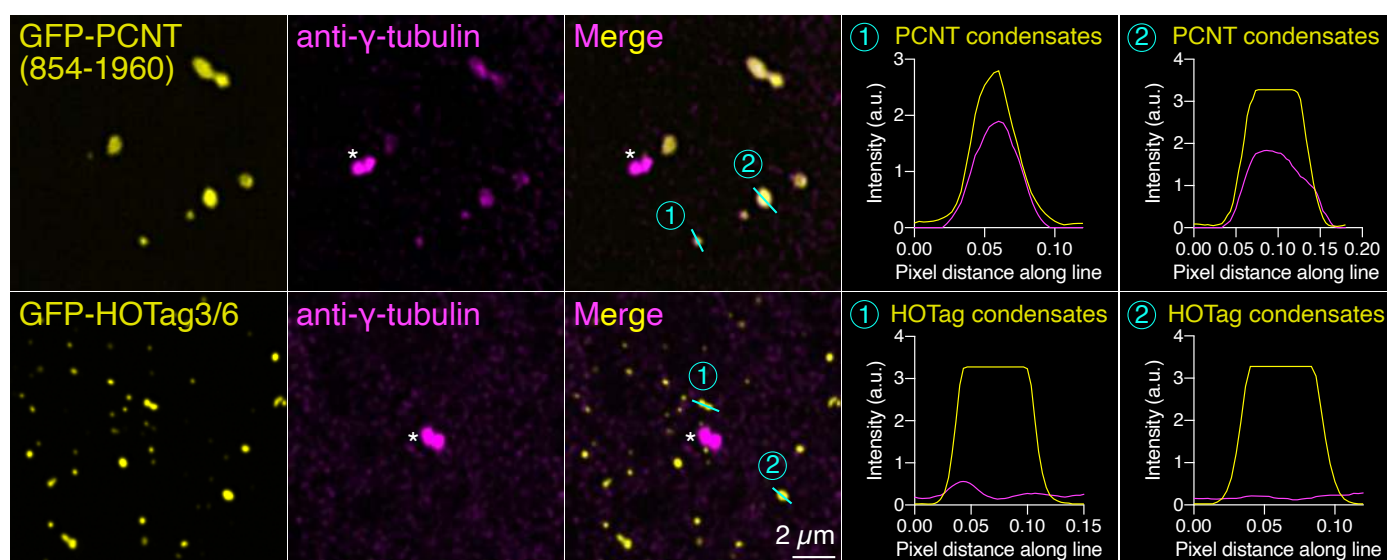 GFP-PCNT
(854-1960)
anti-γ-tubulin
Merge
*
*
①
②
① PCNT condensates
Intensity (a.u.)
3
2
1
0
0.00 0.05 0.10
Pixel distance along line
② PCNT condensates
Intensity (a.u.)
4
3
2
1
0
0.00 0.05 0.10 0.15 0.20
Pixel distance along line
GFP-HOTag3/6
anti-γ-tubulin
Merge
*
*
①
②
2 µm
① HOTag condensates
Intensity (a.u.)
4
3
2
1
0
0.00 0.05 0.10 0.15
Pixel distance along line
② HOTag condensates
Intensity (a.u.)
4
3
2
1
0
0.00 0.05 0.10
Pixel distance along line